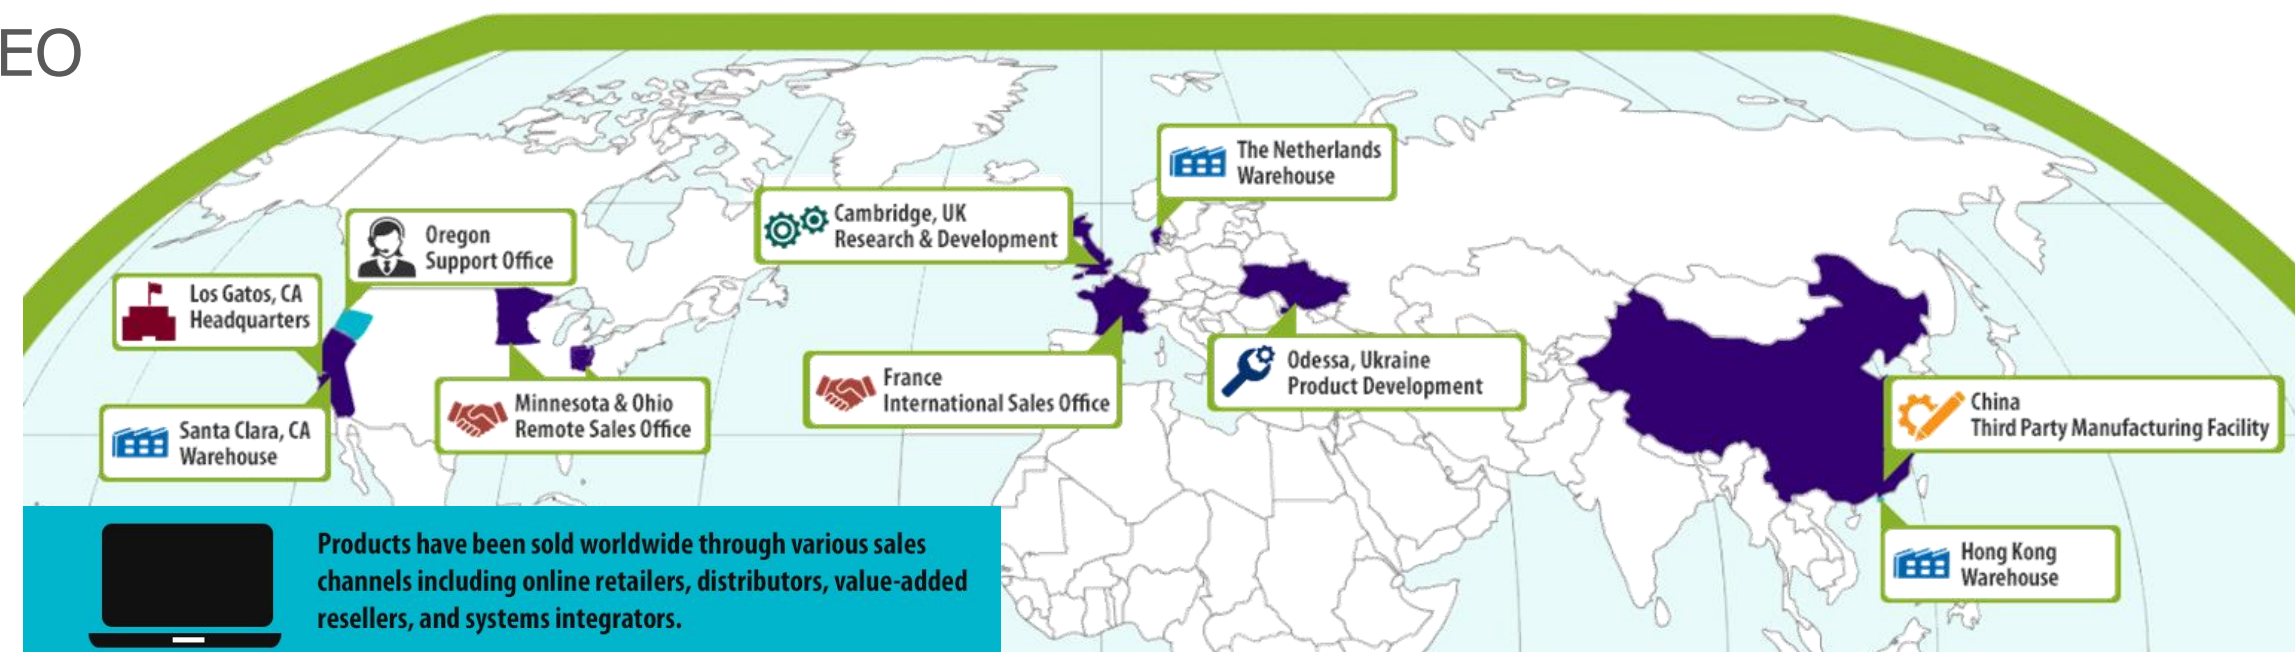 EO
The Netherlands
Warehouse
Cambridge, UK
Research & Development
Oregon
Support Office
Los Gatos, CA
Headquarters
Santa Clara, CA
Warehouse
Minnesota & Ohio
Remote Sales Office
France
International Sales Office
Odessa, Ukraine
Product Development
China
Third Party Manufacturing Facility
Hong Kong
Warehouse
Products have been sold worldwide through various sales
channels including online retailers, distributors, value-added
resellers, and systems integrators.